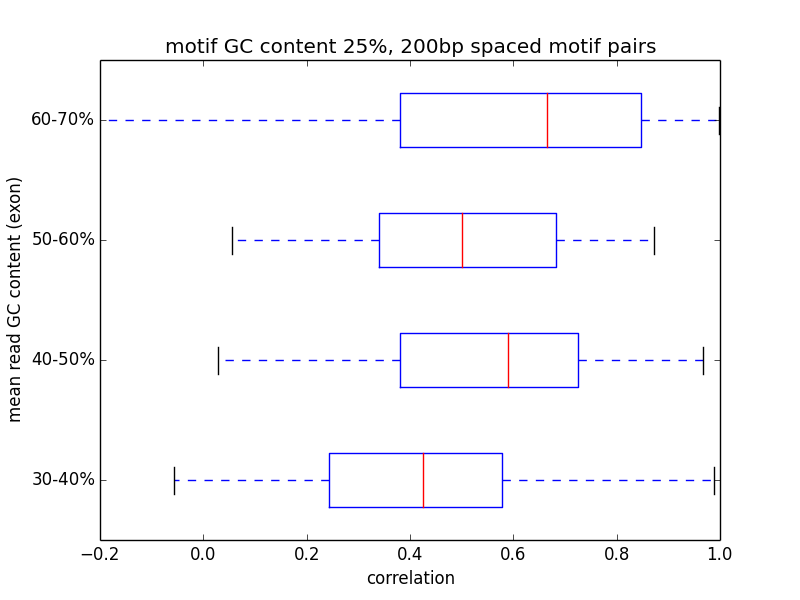 motif GC content 25%, 200bp spaced motif pairs
60-70%
50-60%
40-50%
30-40%
mean read GC content (exon)
−0.2 0.0 0.2 0.4 0.6 0.8 1.0
correlation